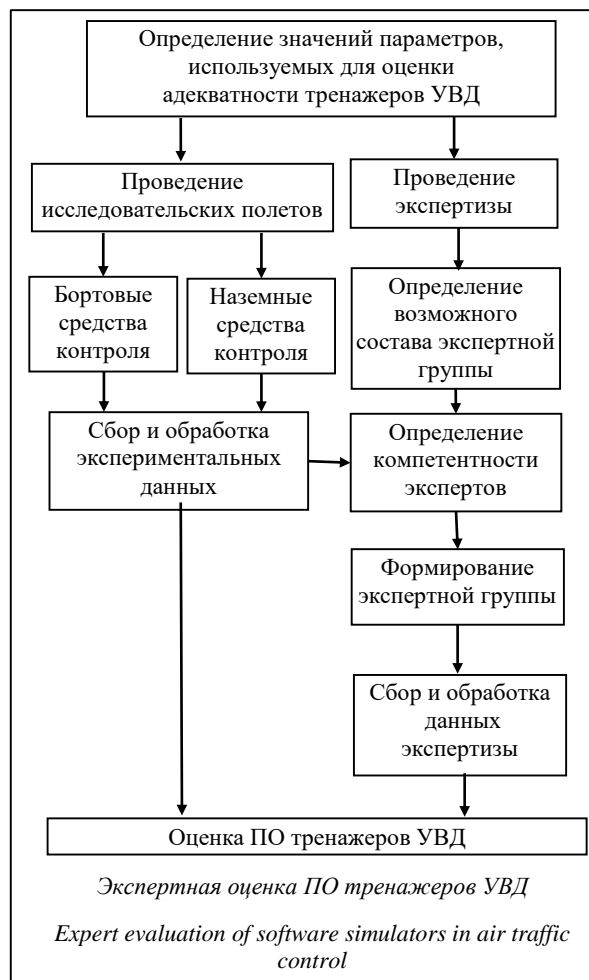 Определение значений параметров,
используемых для оценки
адекватности тренажеров УВД
Проведение
исследовательских полетов
Проведение
экспертизы
Бортовые
средства
контроля
Наземные
средства
контроля
Определение
возможного
состава экспертной
группы
Сбор и обработка
экспериментальных
данных
Определение
компетентности
экспертов
Формирование
экспертной группы
Сбор и обработка
данных
экспертизы
Оценка ПО тренажеров УВД
Экспертная оценка ПО тренажеров УВД
Expert evaluation of software simulators in air traffic
control